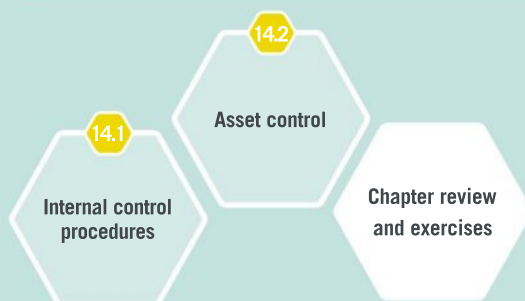 14.1
Internal control
procedures
14.2
Asset control
Chapter review
and exercises